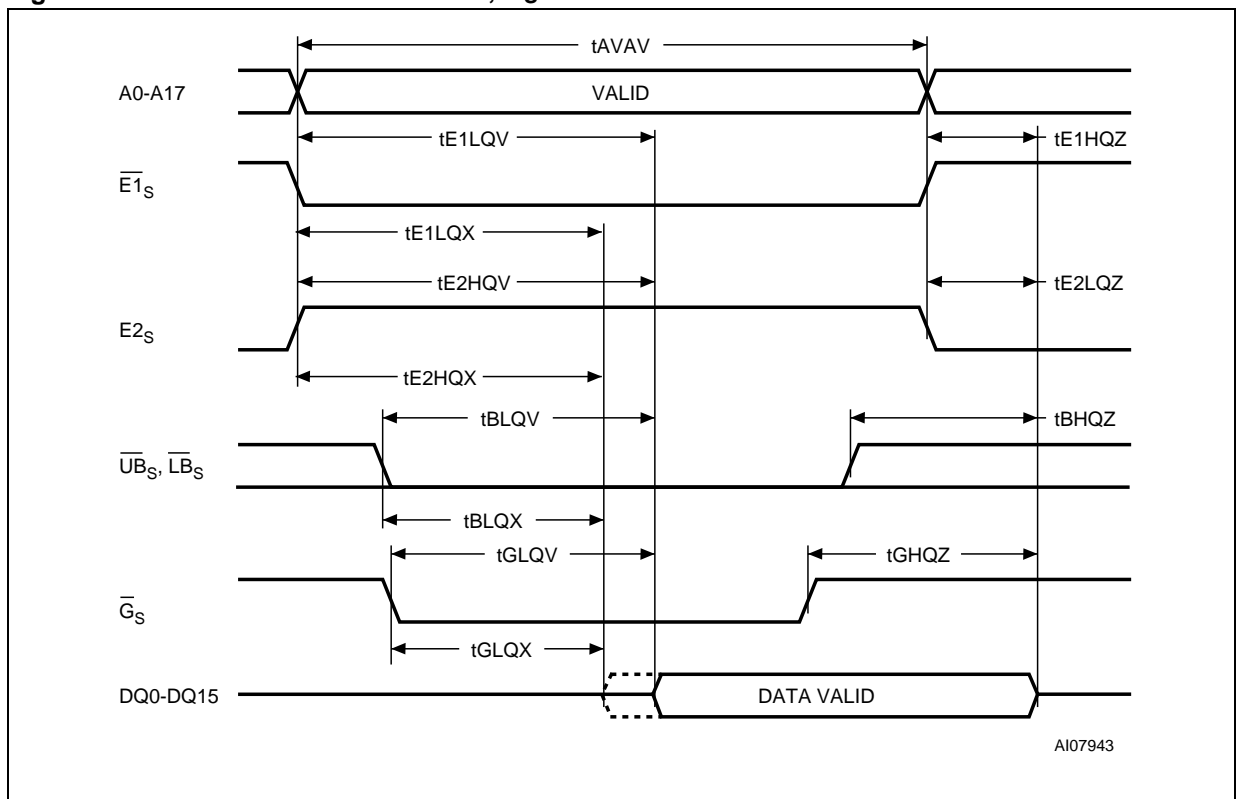 tAVAV
A0-A17
VALID
tE1LQV
tE1HQZ
E1S
tE1LQX
tE2HQV
tE2LQZ
E2S
tE2HQX
tBLQV
tBHQZ
UBS, LBS
tBLQX
tGLQV
tGHQZ
GS
tGLQX
DQ0-DQ15
DATA VALID
AI07943